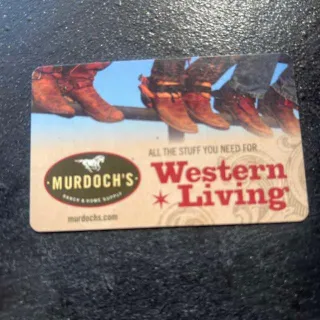 ALL THE STUFF YOU NEED FOR
Western
Living
MURDOCH'S
RANCH & HOME SUPPLY
murdochs.com